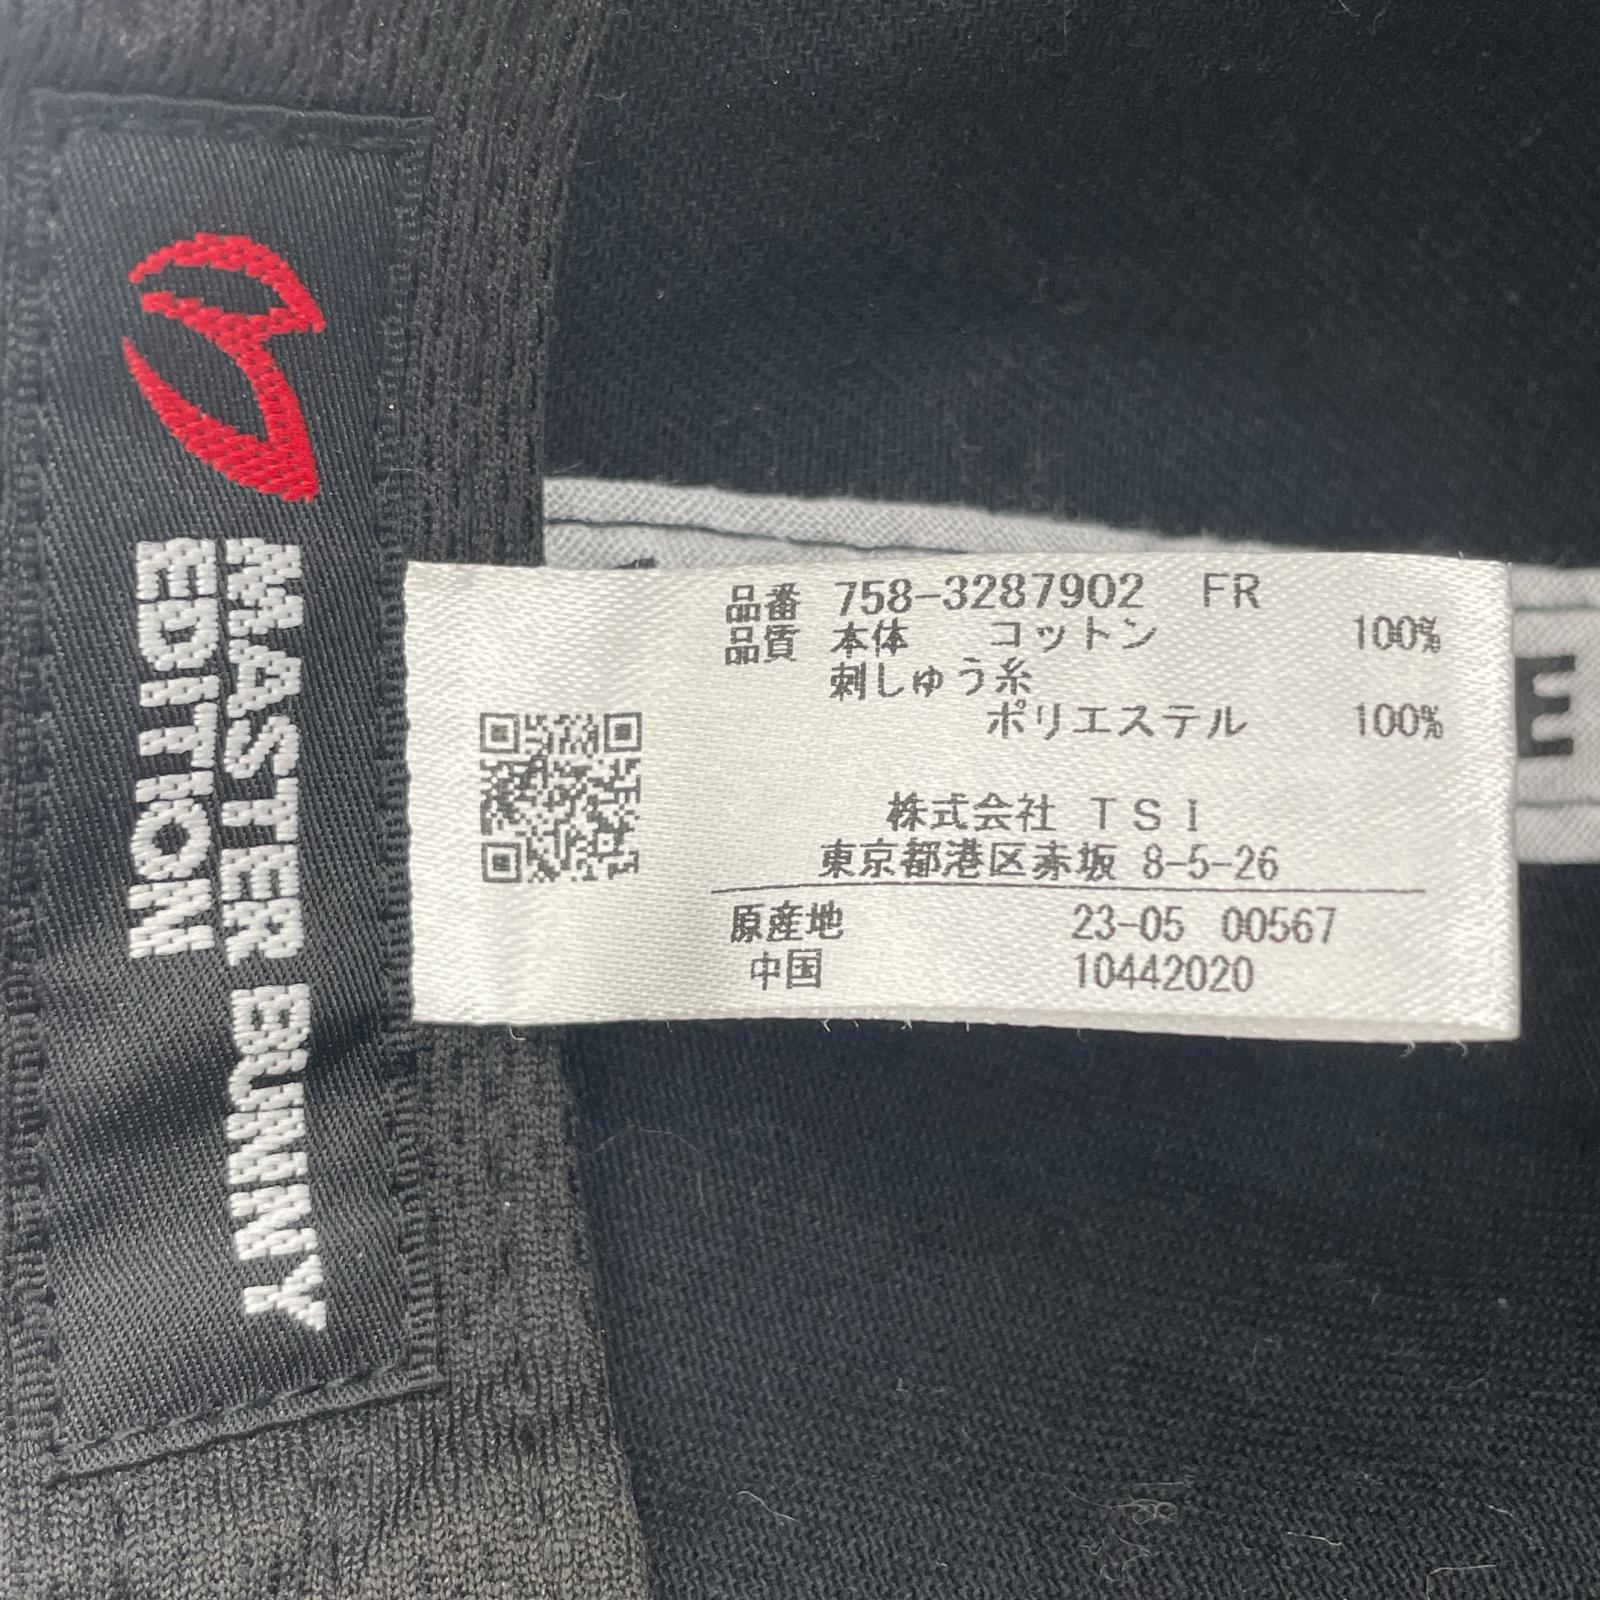 MASTER BUNNY
EDITION
品番 758-3287902 FR
品質 本体 コットン 100%
刺しゅう糸
ポリエステル 100%
株式会社 TSI
東京都港区赤坂 8-5-26
原産地 23-05 00567
中国 10442020
E